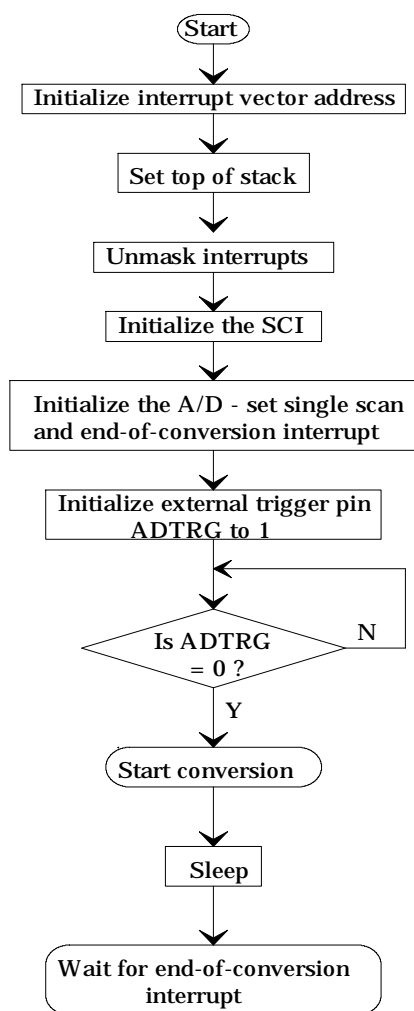 Start
Initialize interrupt vector address
Set top of stack
Unmask interrupts
Initialize the SCI
Initialize the A/D - set single scan
and end-of-conversion interrupt
Initialize external trigger pin
ADTRG to 1
Is ADTRG
= 0 ?
N
Y
Start conversion
Sleep
Wait for end-of-conversion
interrupt